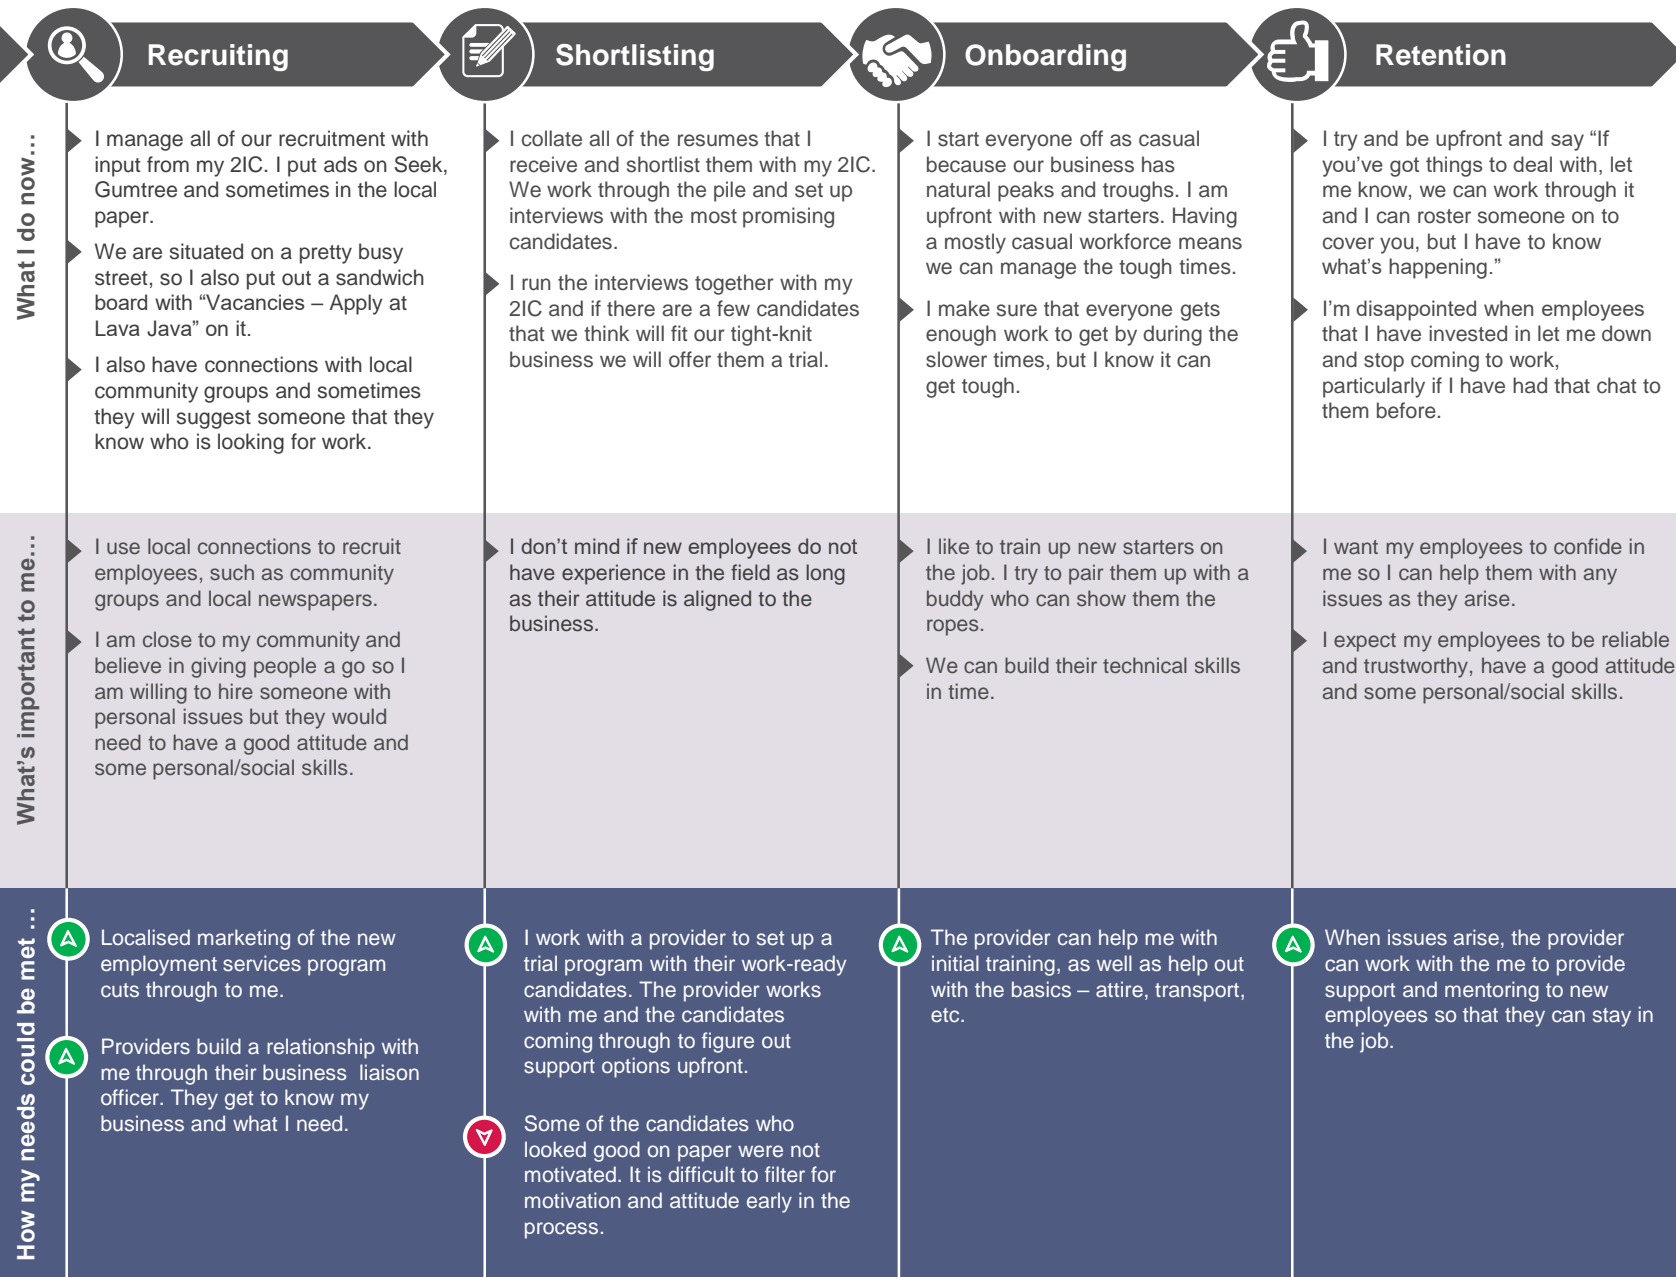 Recruiting
Shortlisting
Onboarding
Retention
What I do now…
I manage all of our recruitment with
input from my 2IC. I put ads on Seek,
Gumtree and sometimes in the local
paper.
We are situated on a pretty busy
street, so I also put out a sandwich
board with “Vacancies – Apply at
Lava Java” on it.
I also have connections with local
community groups and sometimes
they will suggest someone that they
know who is looking for work.
I collate all of the resumes that I
receive and shortlist them with my 2IC.
We work through the pile and set up
interviews with the most promising
candidates.
I run the interviews together with my
2IC and if there are a few candidates
that we think will fit our tight-knit
business we will offer them a trial.
I start everyone off as casual
because our business has
natural peaks and troughs. I am
upfront with new starters. Having
a mostly casual workforce means
we can manage the tough times.
I make sure that everyone gets
enough work to get by during the
slower times, but I know it can
get tough.
I try and be upfront and say “If
you’ve got things to deal with, let
me know, we can work through it
and I can roster someone on to
cover you, but I have to know
what’s happening.”
I’m disappointed when employees
that I have invested in let me down
and stop coming to work,
particularly if I have had that chat to
them before.
What’s important to me…
I use local connections to recruit
employees, such as community
groups and local newspapers.
I am close to my community and
believe in giving people a go so I
am willing to hire someone with
personal issues but they would
need to have a good attitude and
some personal/social skills.
I don’t mind if new employees do not
have experience in the field as long
as their attitude is aligned to the
business.
I like to train up new starters on
the job. I try to pair them up with a
buddy who can show them the
ropes.
We can build their technical skills
in time.
I want my employees to confide in
me so I can help them with any
issues as they arise.
I expect my employees to be reliable
and trustworthy, have a good attitude
and some personal/social skills.
How my needs could be met …
Localised marketing of the new
employment services program
cuts through to me.
Providers build a relationship with
me through their business liaison
officer. They get to know my
business and what I need.
I work with a provider to set up a
trial program with their work-ready
candidates. The provider works
with me and the candidates
coming through to figure out
support options upfront.
Some of the candidates who
looked good on paper were not
motivated. It is difficult to filter for
motivation and attitude early in the
process.
The provider can help me with
initial training, as well as help out
with the basics – attire, transport,
etc.
When issues arise, the provider
can work with the me to provide
support and mentoring to new
employees so that they can stay in
the job.